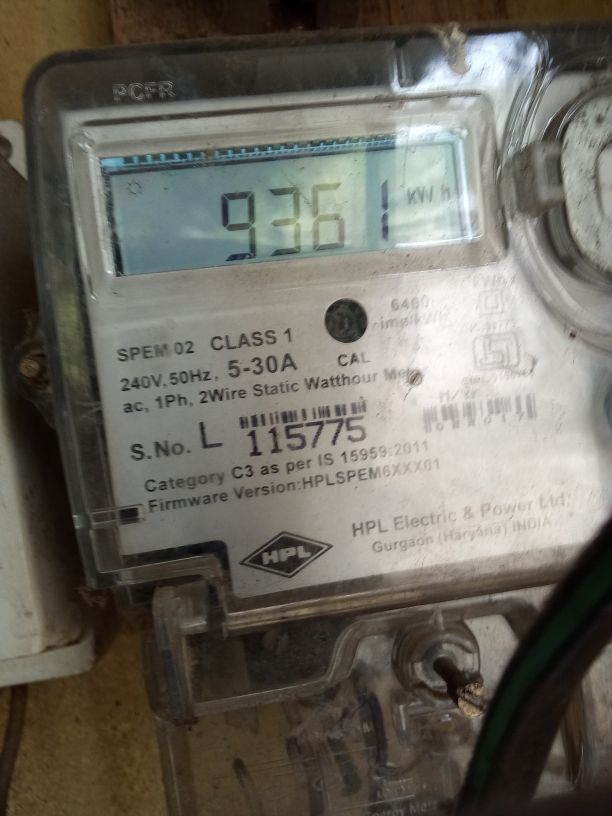 PCFR
9361 kWh
6400
imp/kWh
SPEM 02 CLASS 1
240V, 50Hz, 5-30A CAL
ac, 1Ph, 2Wire Static Watthour Meter
M/Yr
S.No. L 115775
Category C3 as per IS 15959:2011
Firmware Version:HPLSPEM6XXX01
HPL
HPL Electric & Power Ltd.
Gurgaon (Haryana) INDIA